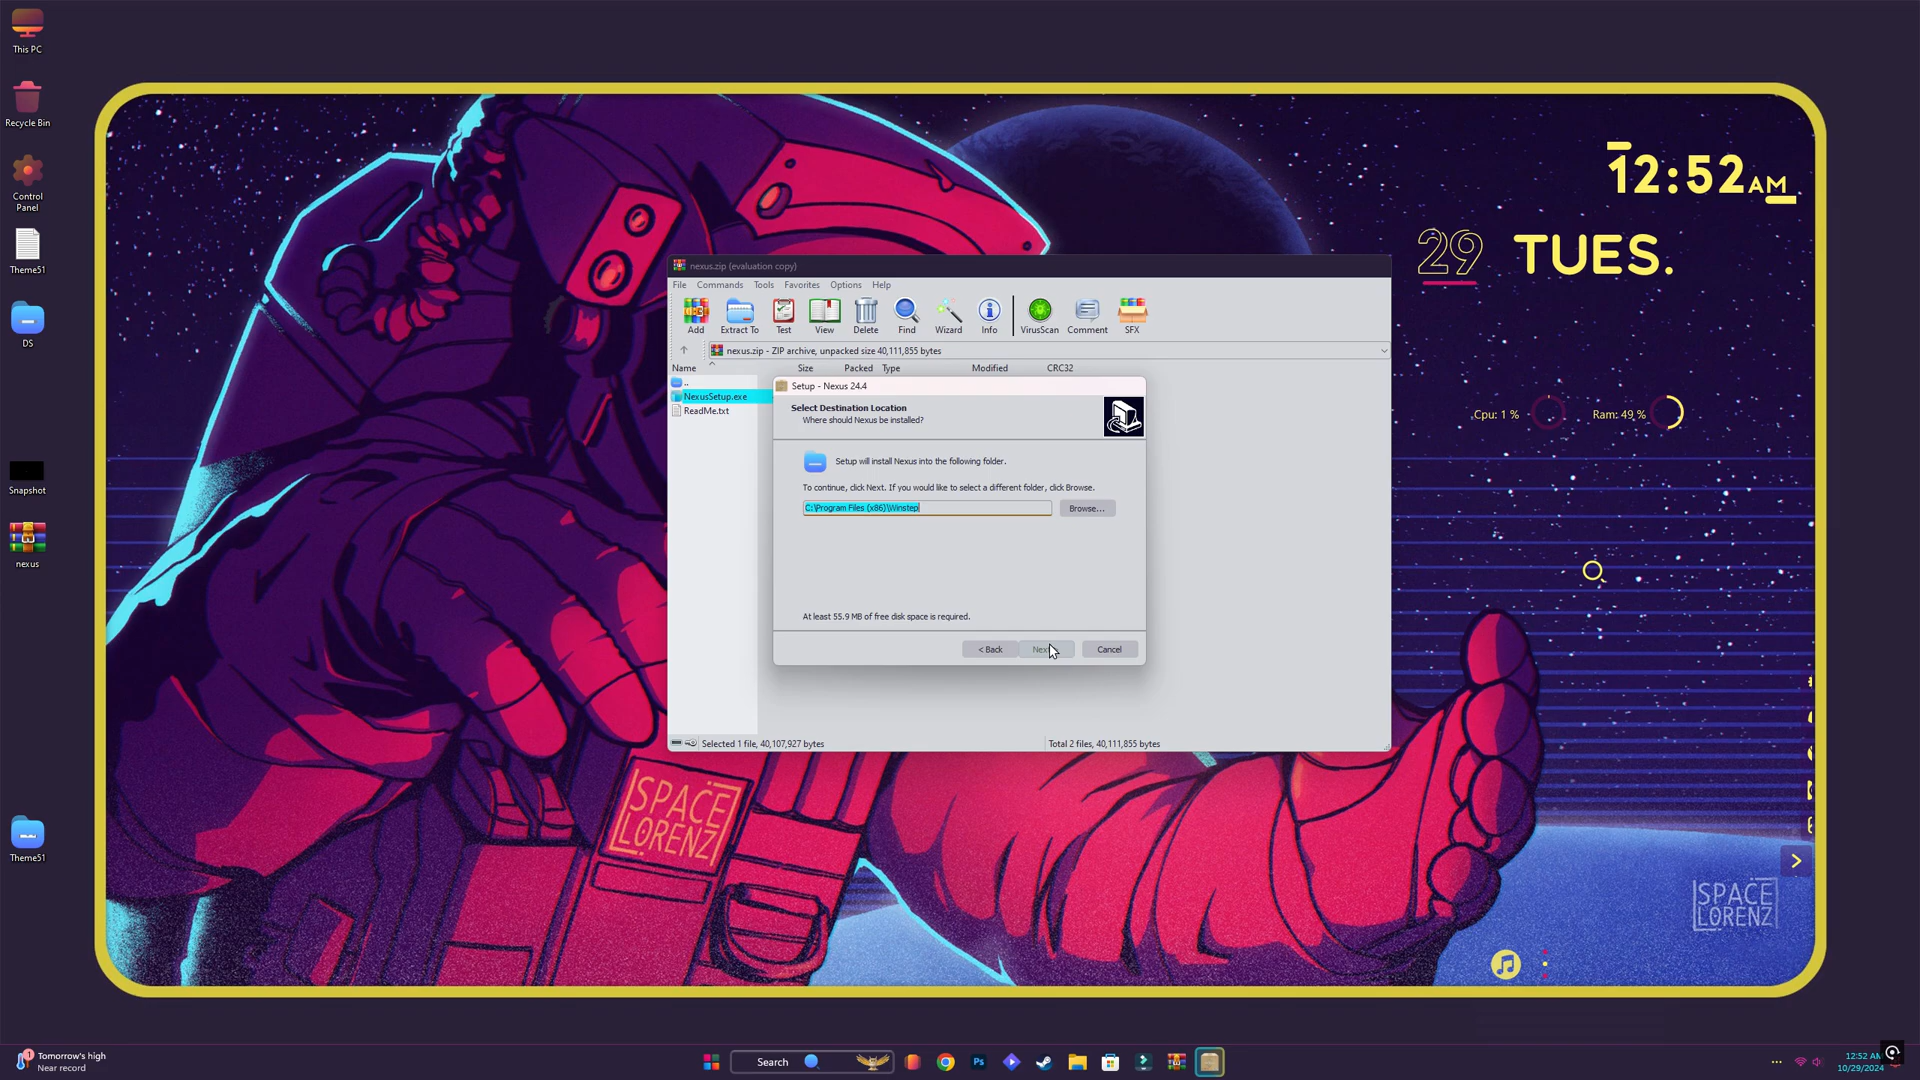 This PC
Recycle Bin
Control
Panel
Theme51
DS
Snapshot
nexus
Theme51
12:52AM
29 TUES.
Cpu: 1 %
Ram: 49 %
nexus.zip (evaluation copy)
File Commands Tools Favorites Options Help
Add Extract To Test View Delete Find Wizard Info VirusScan Comment SFX
nexus.zip - ZIP archive, unpacked size 40,111,855 bytes
Name Size Packed Type Modified CRC32
..
NexusSetup.exe
ReadMe.txt
Setup - Nexus 24.4
Select Destination Location
Where should Nexus be installed?
Setup will install Nexus into the following folder.
To continue, click Next. If you would like to select a different folder, click Browse.
C:\Program Files (x86)\Winstep
Browse...
At least 55.9 MB of free disk space is required.
< Back Next Cancel
Selected 1 file, 40,107,927 bytes
Total 2 files, 40,111,855 bytes
SPACE
LORENZ
SPACE
LORENZ
1
Tomorrow's high
Near record
Search
Ps
12:52 AM
10/29/2024